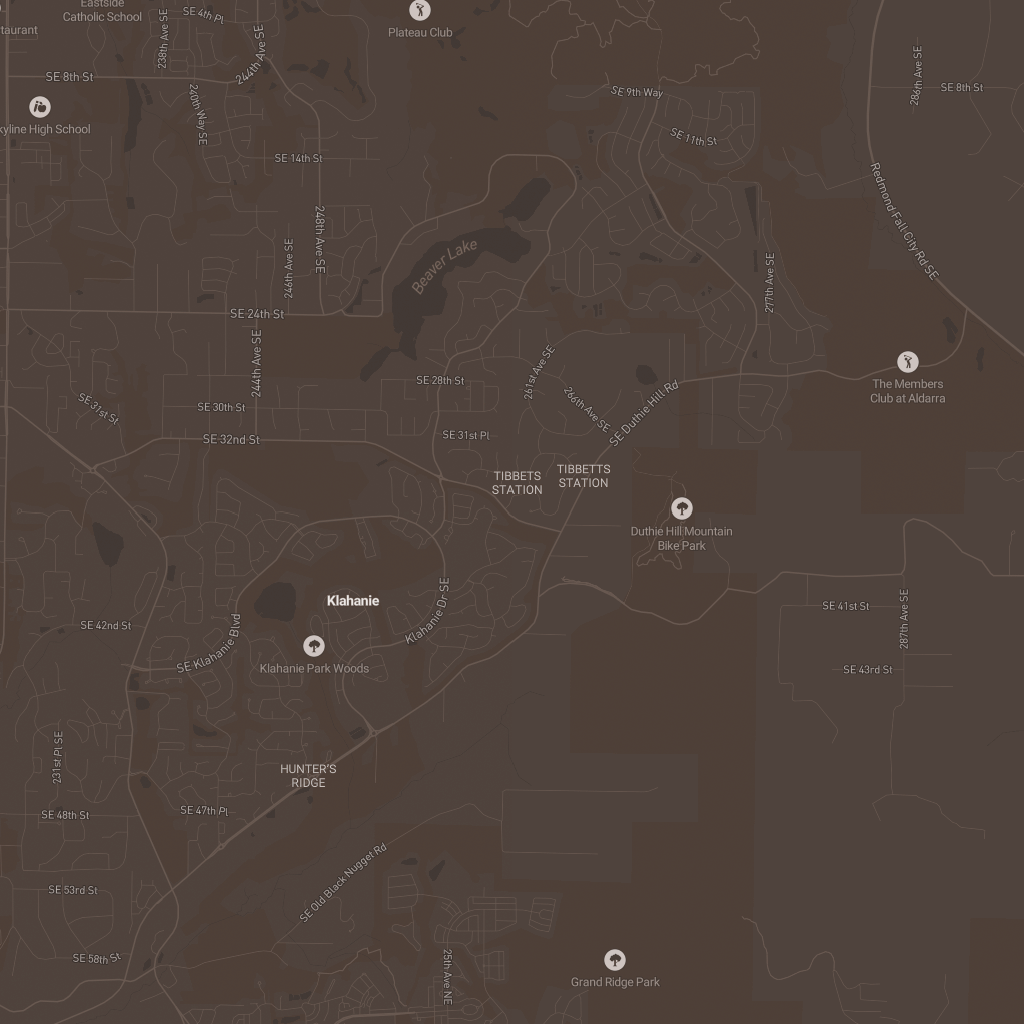 Eastside
Catholic School
SE 4th Pl
238th Ave SE
244th Ave SE
Plateau Club
taurant
SE 8th St
240th Way SE
kyline High School
SE 14th St
SE 9th Way
SE 11th St
286th Ave SE
SE 8th St
Redmond Fall-City Rd SE
248th Ave SE
246th Ave SE
Beaver Lake
277th Ave SE
SE 24th St
244th Ave SE
SE 28th St
261st Ave SE
266th Ave SE
SE Duthie Hill Rd
The Members
Club at Aldarra
SE 31st St
SE 30th St
SE 32nd St
SE 31st Pl
TIBBETS
STATION
TIBBETTS
STATION
Duthie Hill Mountain
Bike Park
Klahanie
Klahanie Dr SE
SE Klahanie Blvd
Klahanie Park Woods
SE 42nd St
SE 41st St
287th Ave SE
SE 43rd St
231st Pl SE
HUNTER'S
RIDGE
SE 48th St
SE 47th Pl
SE Old Black Nugget Rd
SE 53rd St
SE 58th St
25th Ave NE
Grand Ridge Park